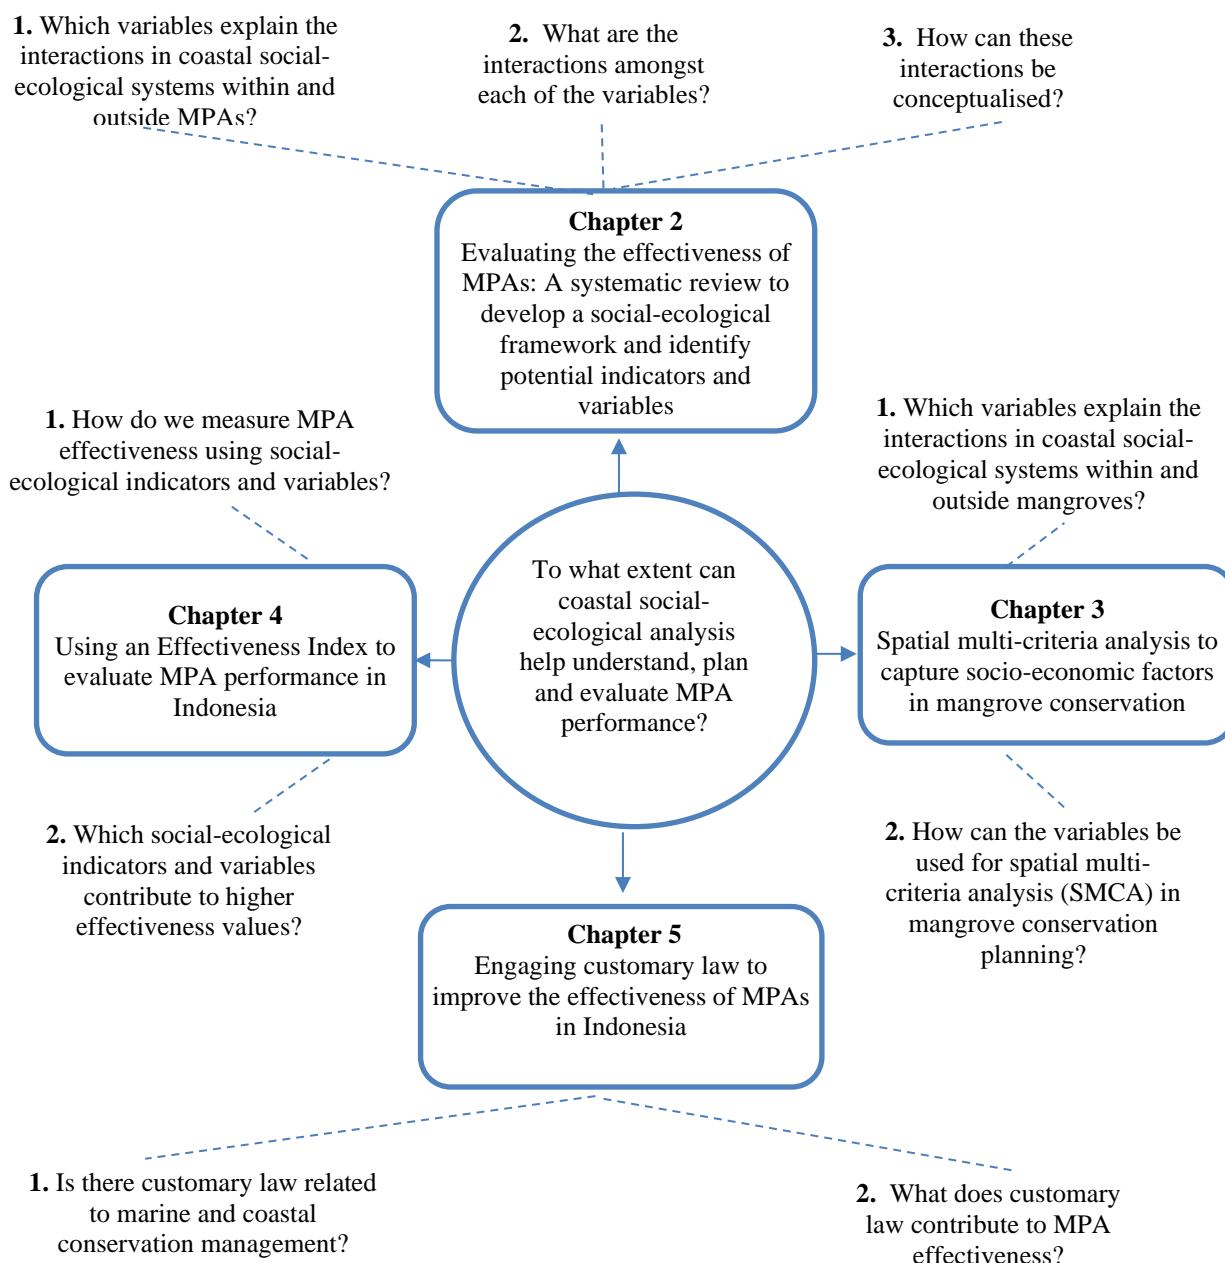 1. Which variables explain the
interactions in coastal social-
ecological systems within and
outside MPAs?
2. What are the
interactions amongst
each of the variables?
3. How can these
interactions be
conceptualised?
Chapter 2
Evaluating the effectiveness of
MPAs: A systematic review to
develop a social-ecological
framework and identify
potential indicators and
variables
1. How do we measure MPA
effectiveness using social-
ecological indicators and variables?
1. Which variables explain the
interactions in coastal social-
ecological systems within and
outside mangroves?
To what extent can
coastal social-
ecological analysis
help understand, plan
and evaluate MPA
performance?
Chapter 4
Using an Effectiveness Index to
evaluate MPA performance in
Indonesia
Chapter 3
Spatial multi-criteria analysis to
capture socio-economic factors
in mangrove conservation
2. Which social-ecological
indicators and variables
contribute to higher
effectiveness values?
2. How can the variables be
used for spatial multi-
criteria analysis (SMCA) in
mangrove conservation
planning?
Chapter 5
Engaging customary law to
improve the effectiveness of MPAs
in Indonesia
1. Is there customary law related
to marine and coastal
conservation management?
2. What does customary
law contribute to MPA
effectiveness?